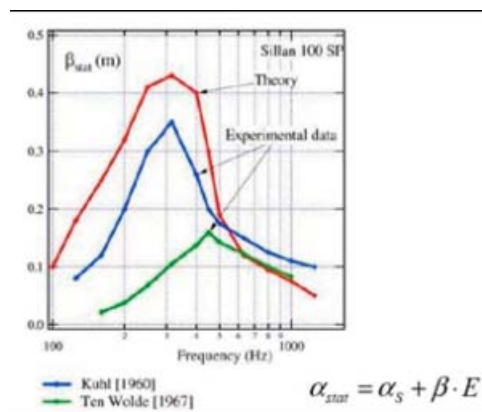 0.5
β_stat (m)
Sillan 100 SP
Theory
0.4
Experimental data
0.3
0.2
0.1
0.0
100
2
3
4
5
6
7
8
9
1000
Frequency (Hz)
Kuhl [1960]
Ten Wolde [1967]
α_stat = α_S + β · E